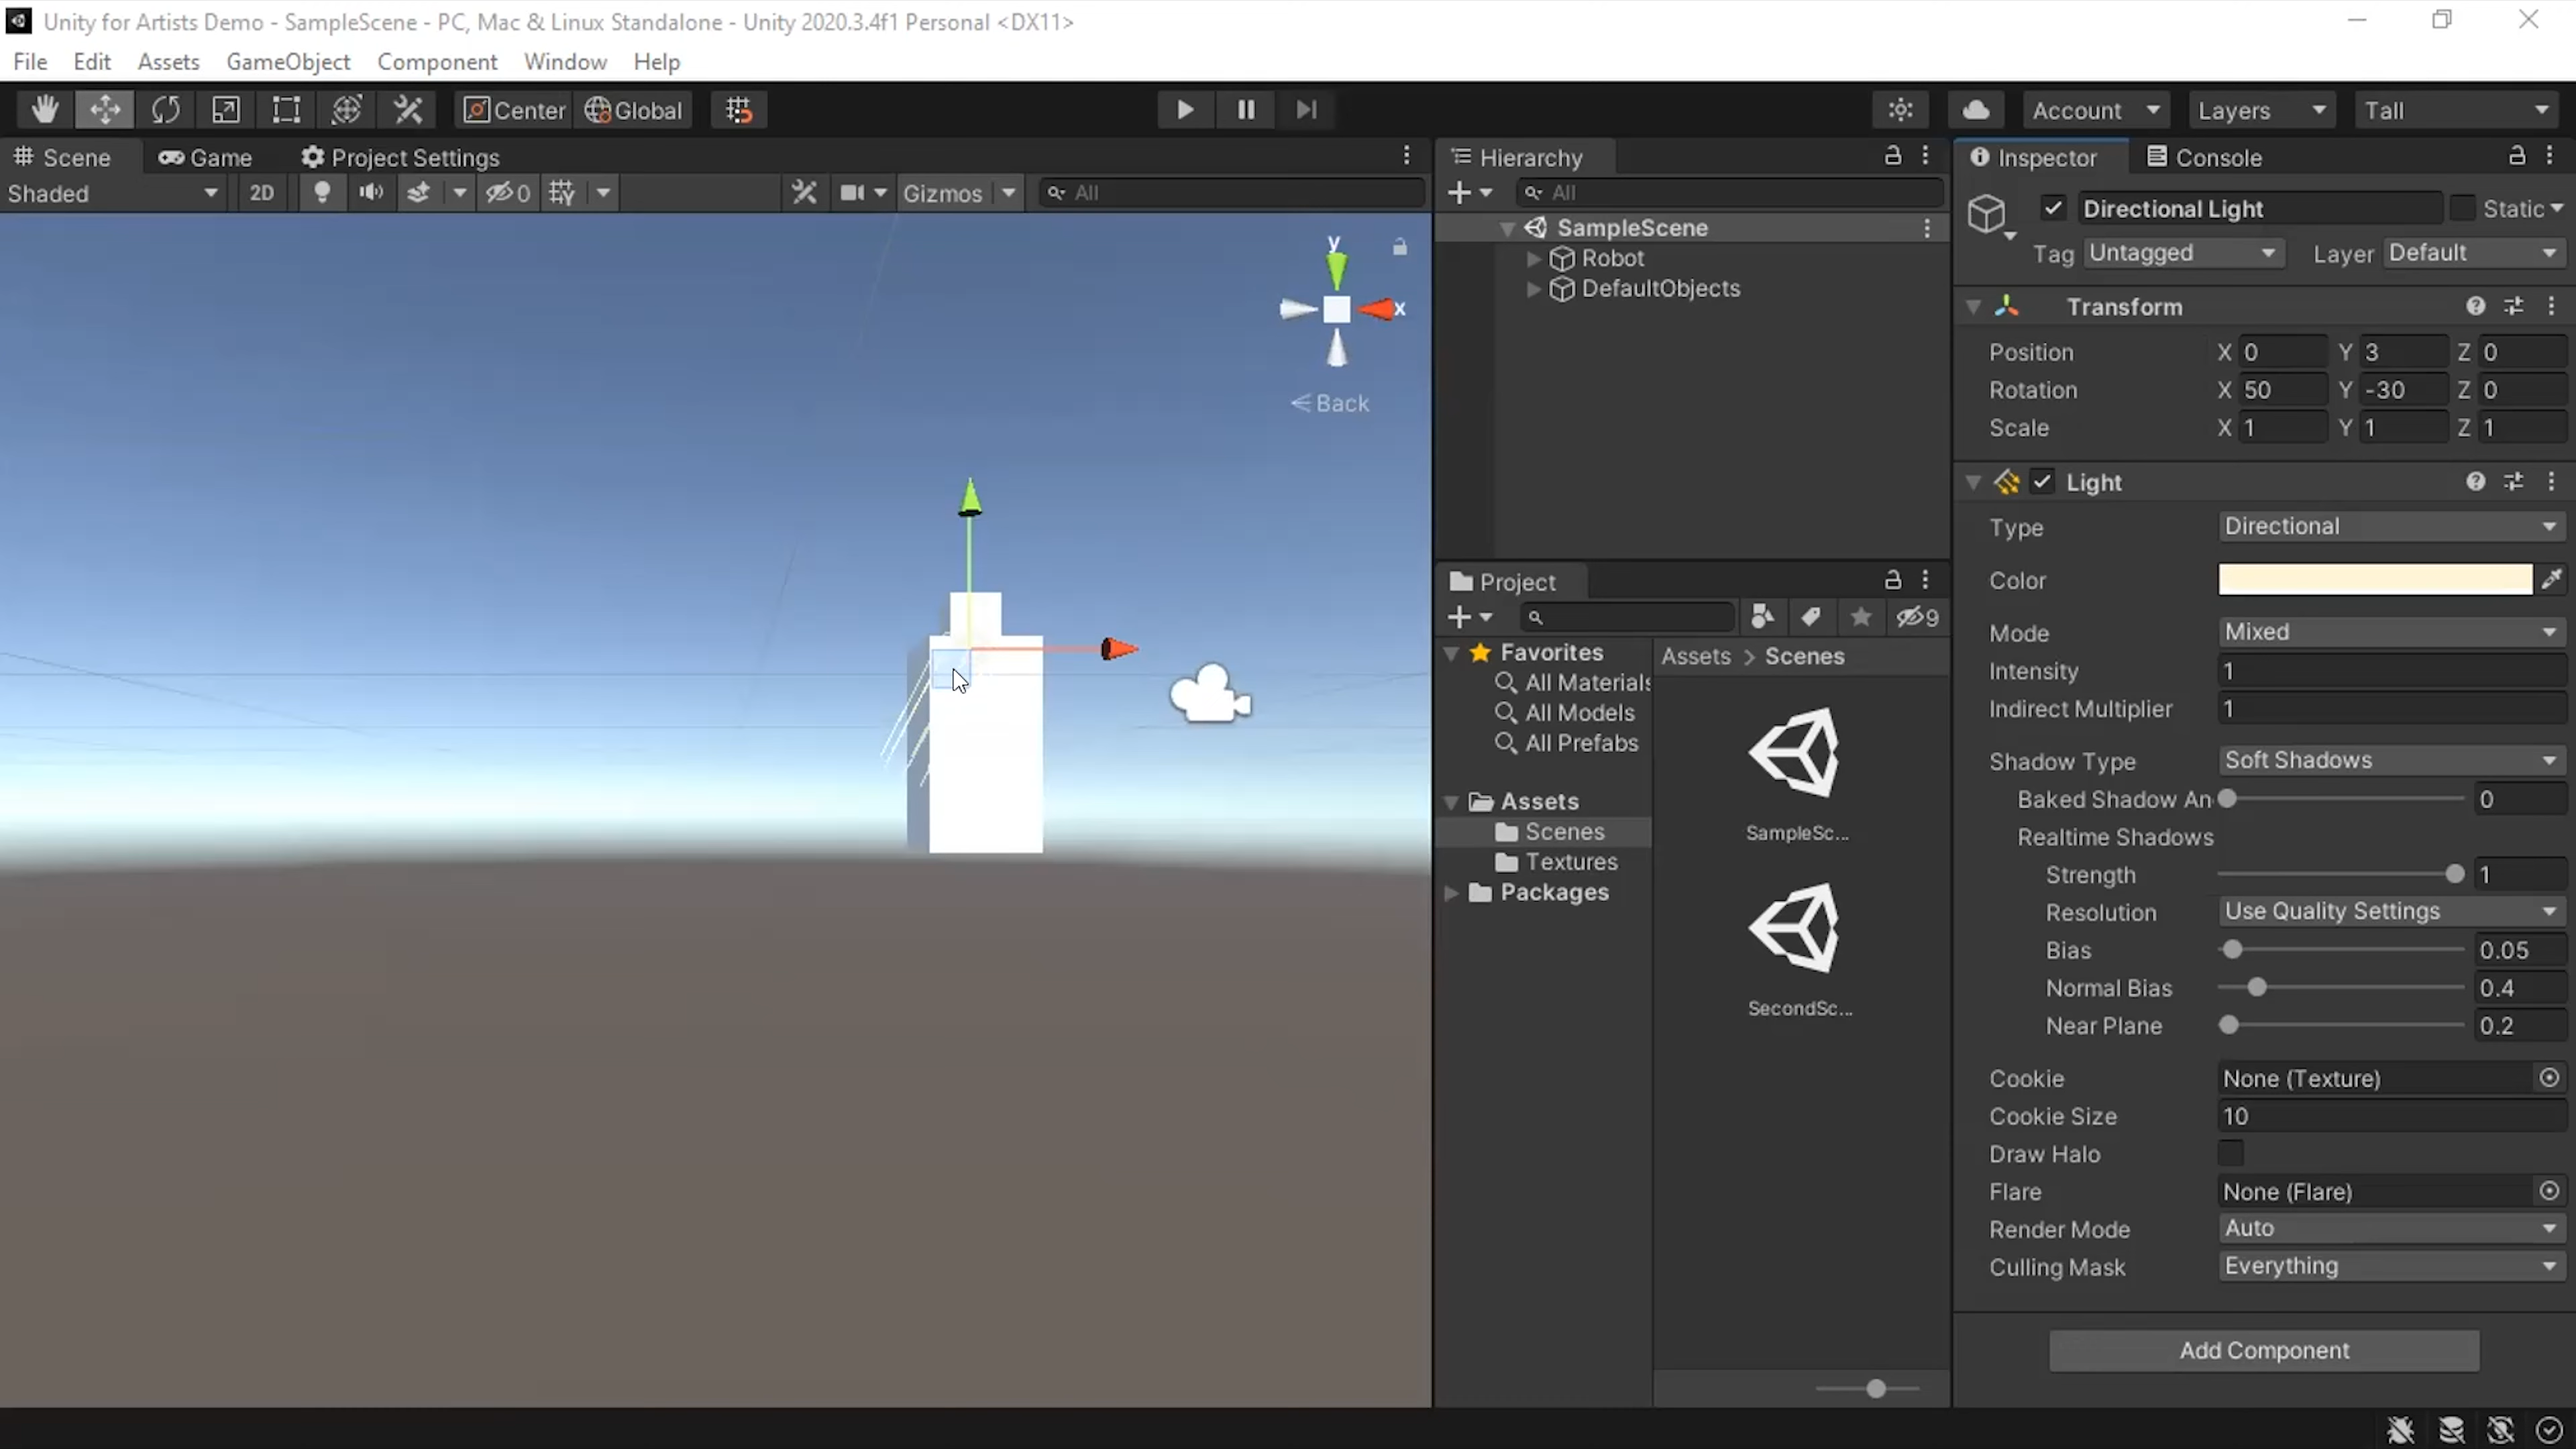 Unity for Artists Demo - SampleScene - PC, Mac & Linux Standalone - Unity 2020.3.4f1 Personal <DX11>
File Edit Assets GameObject Component Window Help
Center Global Account Layers Tall
Scene Game Project Settings
Shaded 2D 0 Gizmos All
y
x
Back
Hierarchy
All
SampleScene
Robot
DefaultObjects
Project
9
Favorites
All Materials
All Models
All Prefabs
Assets
Scenes
Textures
Packages
Assets > Scenes
SampleSc...
SecondSc...
Inspector Console
Directional Light Static
Tag Untagged Layer Default
Transform
Position X 0 Y 3 Z 0
Rotation X 50 Y -30 Z 0
Scale X 1 Y 1 Z 1
Light
Type Directional
Color
Mode Mixed
Intensity 1
Indirect Multiplier 1
Shadow Type Soft Shadows
Baked Shadow An 0
Realtime Shadows
Strength 1
Resolution Use Quality Settings
Bias 0.05
Normal Bias 0.4
Near Plane 0.2
Cookie None (Texture)
Cookie Size 10
Draw Halo
Flare None (Flare)
Render Mode Auto
Culling Mask Everything
Add Component